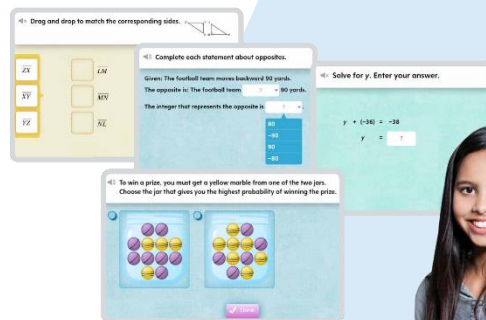 Drag and drop to match the corresponding sides.
ZX
LM
XY
MN
YZ
NL
Complete each statement about opposites.
Given: The football team moves backward 90 yards.
The opposite is: The football team ? 90 yards.
The integer that represents the opposite is ? .
80
-90
90
-80
Solve for y. Enter your answer.
y + (-36) = -38
y = ?
To win a prize, you must get a yellow marble from one of the two jars.
Choose the jar that gives you the highest probability of winning the prize.
Done